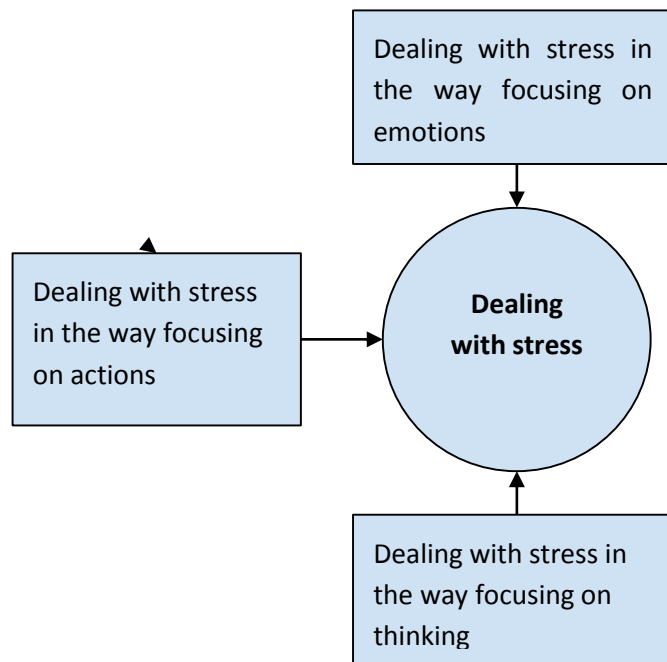 Dealing with stress in
the way focusing on
emotions
Dealing with stress
in the way focusing
on actions
Dealing
with stress
Dealing with stress in
the way focusing on
thinking